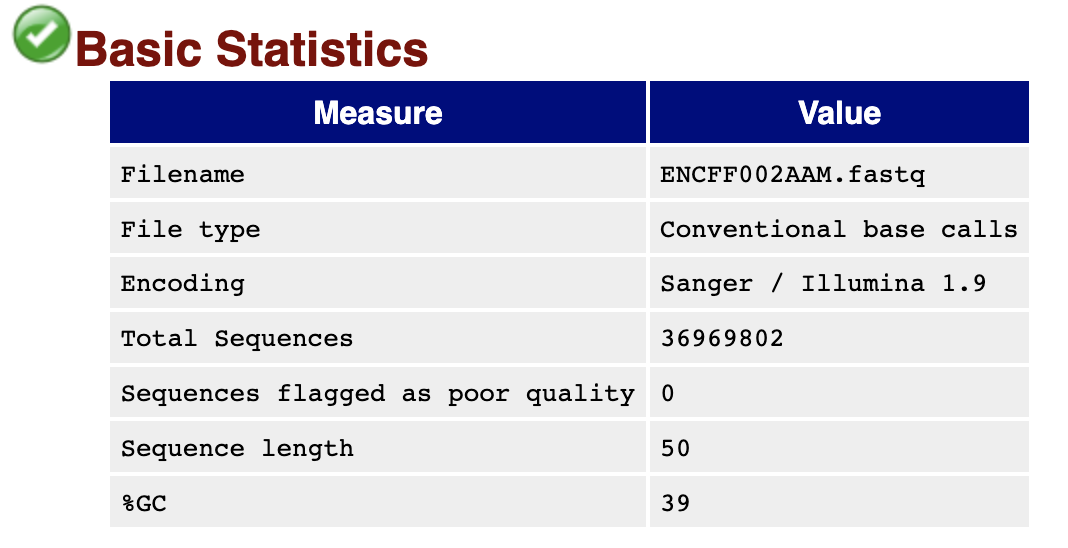 Basic Statistics
Measure Value
Filename ENCFF002AAM.fastq
File type Conventional base calls
Encoding Sanger / Illumina 1.9
Total Sequences 36969802
Sequences flagged as poor quality 0
Sequence length 50
%GC 39